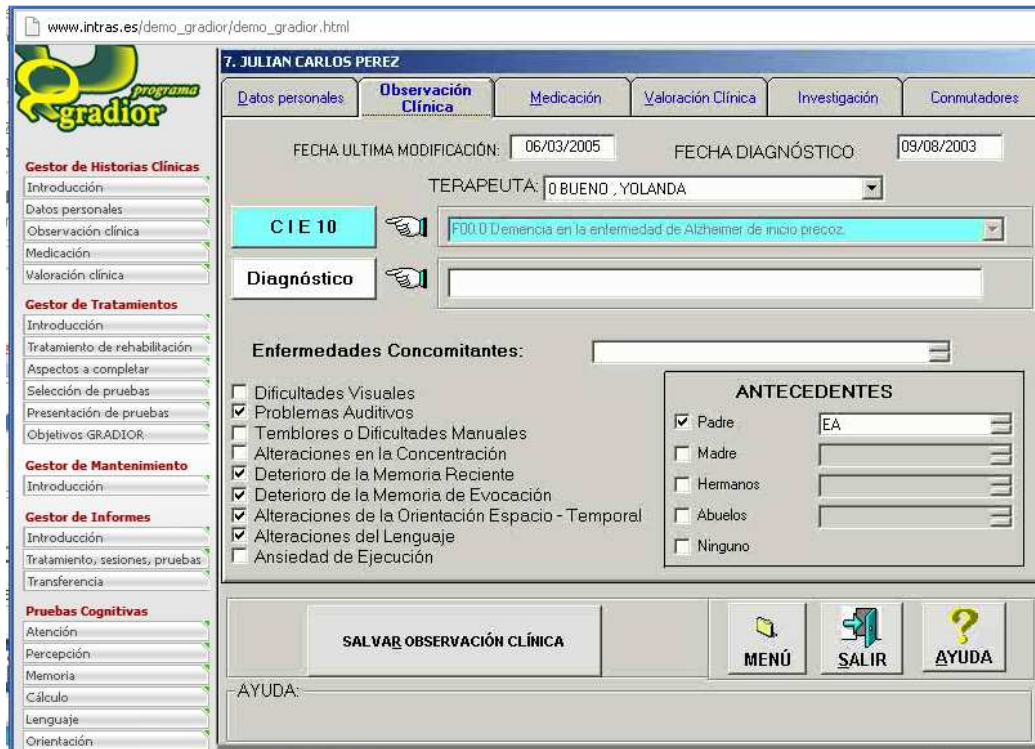 www.intras.es/demo_gradior/demo_gradior.html
programa
gradior
Gestor de Historias Clínicas
Introducción
Datos personales
Observación clínica
Medicación
Valoración clínica
Gestor de Tratamientos
Introducción
Tratamiento de rehabilitación
Aspectos a completar
Selección de pruebas
Presentación de pruebas
Objetivos GRADIOR
Gestor de Mantenimiento
Introducción
Gestor de Informes
Introducción
Tratamiento, sesiones, pruebas
Transferencia
Pruebas Cognitivas
Atención
Percepción
Memoria
Cálculo
Lenguaje
Orientación
7. JULIAN CARLOS PEREZ
Datos personales
Observación
Clínica
Medicación
Valoración Clínica
Investigación
Conmutadores
FECHA ULTIMA MODIFICACIÓN: 06/03/2005 FECHA DIAGNÓSTICO 09/08/2003
TERAPEUTA: 0 BUENO , YOLANDA
C I E 10 F00.0 Demencia en la enfermedad de Alzheimer de inicio precoz.
Diagnóstico
Enfermedades Concomitantes:
Dificultades Visuales
Problemas Auditivos
Temblores o Dificultades Manuales
Alteraciones en la Concentración
Deterioro de la Memoria Reciente
Deterioro de la Memoria de Evocación
Alteraciones de la Orientación Espacio - Temporal
Alteraciones del Lenguaje
Ansiedad de Ejecución
ANTECEDENTES
Padre EA
Madre
Hermanos
Abuelos
Ninguno
SALVAR OBSERVACIÓN CLÍNICA
MENÚ
SALIR
AYUDA
AYUDA: